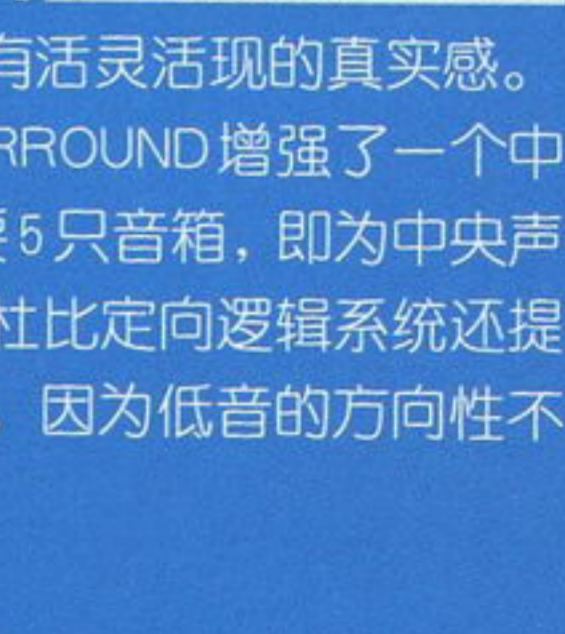 有活灵活现的真实感。
RROUND增强了一个中
要5只音箱，即为中央声
杜比定向逻辑系统还提
因为低音的方向性不